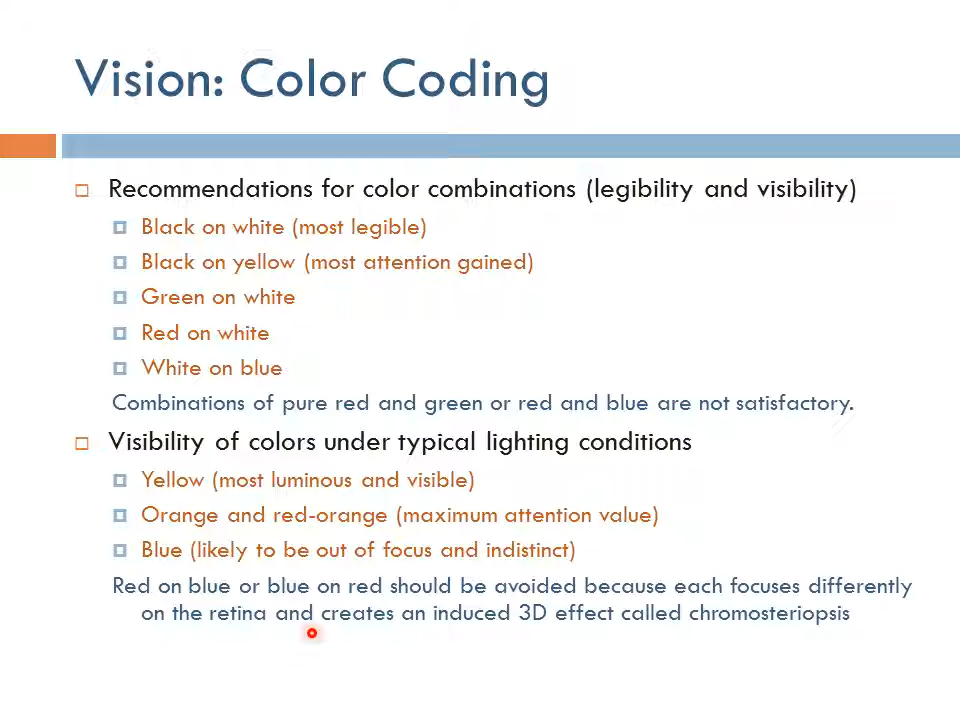 Vision: Color Coding
Recommendations for color combinations (legibility and visibility)
Black on white (most legible)
Black on yellow (most attention gained)
Green on white
Red on white
White on blue
Combinations of pure red and green or red and blue are not satisfactory.
Visibility of colors under typical lighting conditions
Yellow (most luminous and visible)
Orange and red-orange (maximum attention value)
Blue (likely to be out of focus and indistinct)
Red on blue or blue on red should be avoided because each focuses differently
on the retina and creates an induced 3D effect called chromosteriopsis